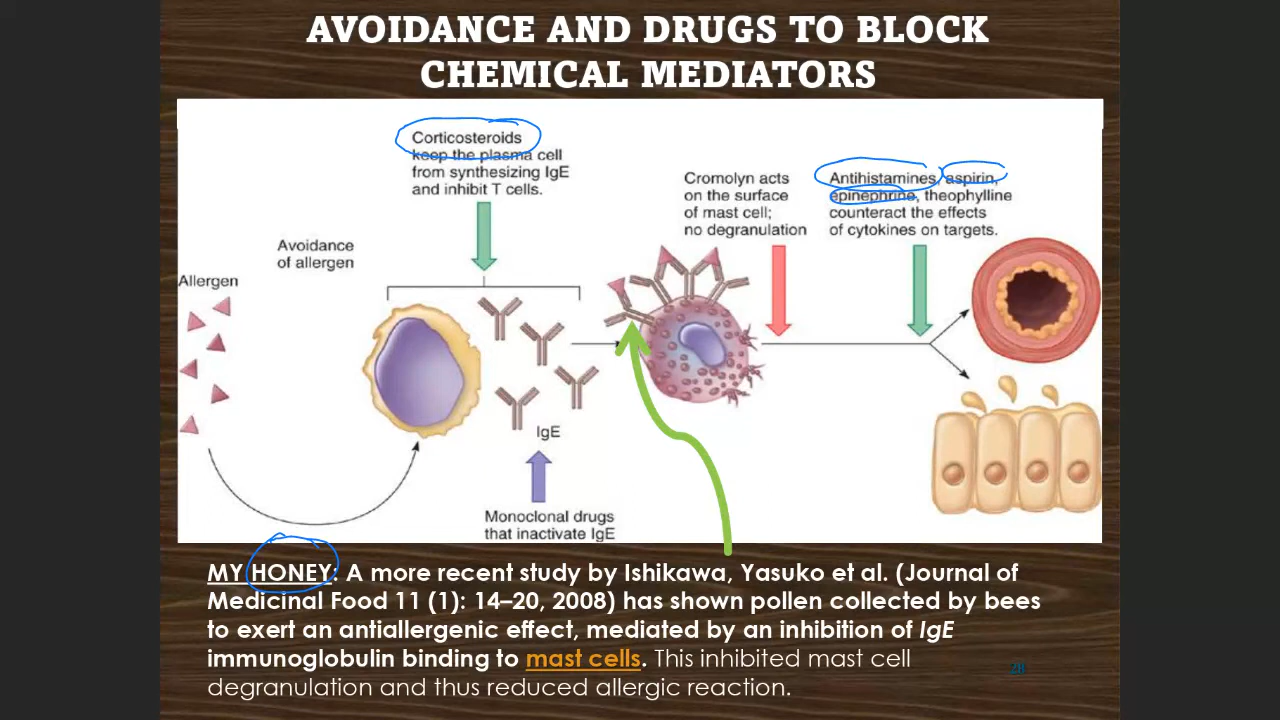 AVOIDANCE AND DRUGS TO BLOCK
CHEMICAL MEDIATORS
Corticosteroids
keep the plasma cell
from synthesizing IgE
and inhibit T cells.
Cromolyn acts
on the surface
of mast cell;
no degranulation
Antihistamines, aspirin,
epinephrine, theophylline
counteract the effects
of cytokines on targets.
Avoidance
of allergen
Allergen
IgE
Monoclonal drugs
that inactivate IgE
MY HONEY: A more recent study by Ishikawa, Yasuko et al. (Journal of
Medicinal Food 11 (1): 14–20, 2008) has shown pollen collected by bees
to exert an antiallergenic effect, mediated by an inhibition of IgE
immunoglobulin binding to mast cells. This inhibited mast cell
degranulation and thus reduced allergic reaction.